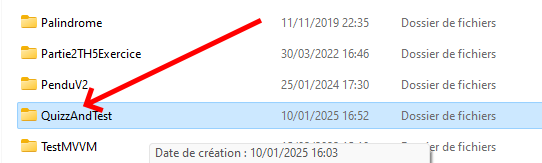 Palindrome 11/11/2019 22:35 Dossier de fichiers
Partie2TH5Exercice 30/03/2022 16:46 Dossier de fichiers
PenduV2 25/01/2024 17:30 Dossier de fichiers
QuizzAndTest 10/01/2025 16:52 Dossier de fichiers
TestMVVM Dossier de fichiers
Date de création : 10/01/2025 16:03